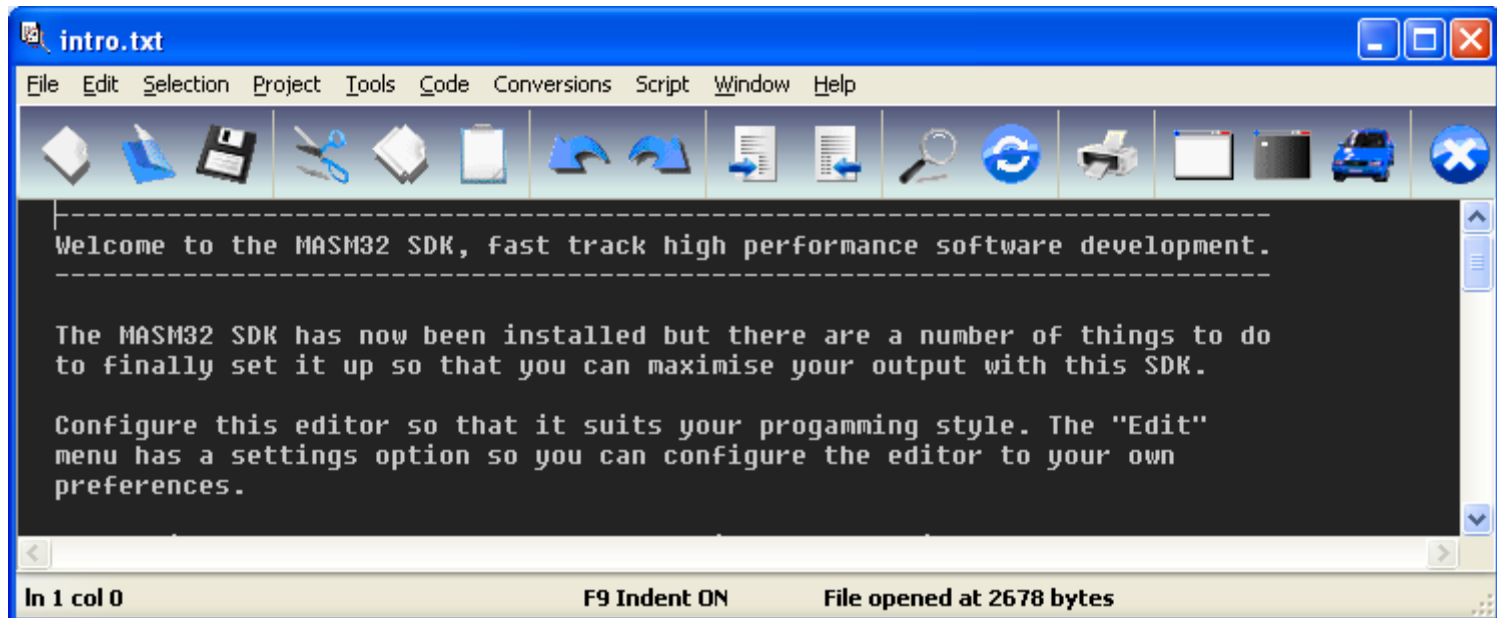 intro.txt
File Edit Selection Project Tools Code Conversions Script Window Help
----------------------------------------------------------------------------
Welcome to the MASM32 SDK, fast track high performance software development.
----------------------------------------------------------------------------
The MASM32 SDK has now been installed but there are a number of things to do
to finally set it up so that you can maximise your output with this SDK.
Configure this editor so that it suits your progamming style. The "Edit"
menu has a settings option so you can configure the editor to your own
preferences.
ln 1 col 0 F9 Indent ON File opened at 2678 bytes